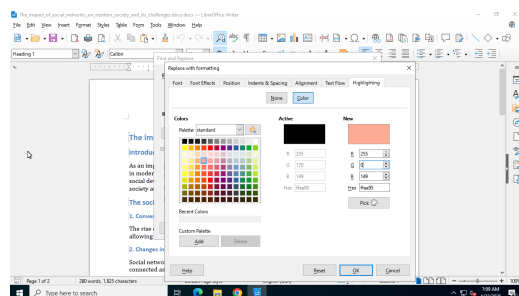 The_impact_of_social_networks_on_modern_society_and_its_challenges.docx.docx — LibreOffice Writer
File Edit View Insert Format Styles Table Form Tools Window Help
Heading 1
Calibri
Find and Replace
Replace with formatting
Font Font Effects Position Indents & Spacing Alignment Text Flow Highlighting
None Color
Colors Active New
Palette: standard
R 255 R 255
G 170 G
B 149 B 149
Hex ffaa95 Hex ffaa95
Pick
Recent Colors
Custom Palette
Add Delete
Help Reset OK Cancel
The im
Introdu
As an imp
in modern
social de
society a
The soci
1. Conve
The rise
allowing
2. Changes in
Social netwo
connected a
Page 1 of 2 280 words, 1,825 characters
100%
Type here to search
7:09 AM